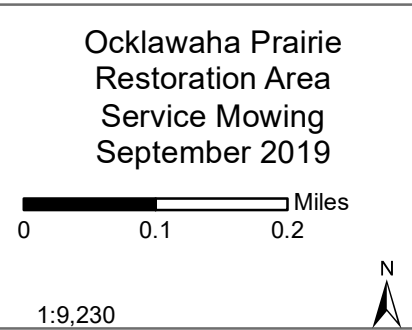 Ocklawaha Prairie
Restoration Area
Service Mowing
September 2019
Miles
0 0.1 0.2
N
1:9,230